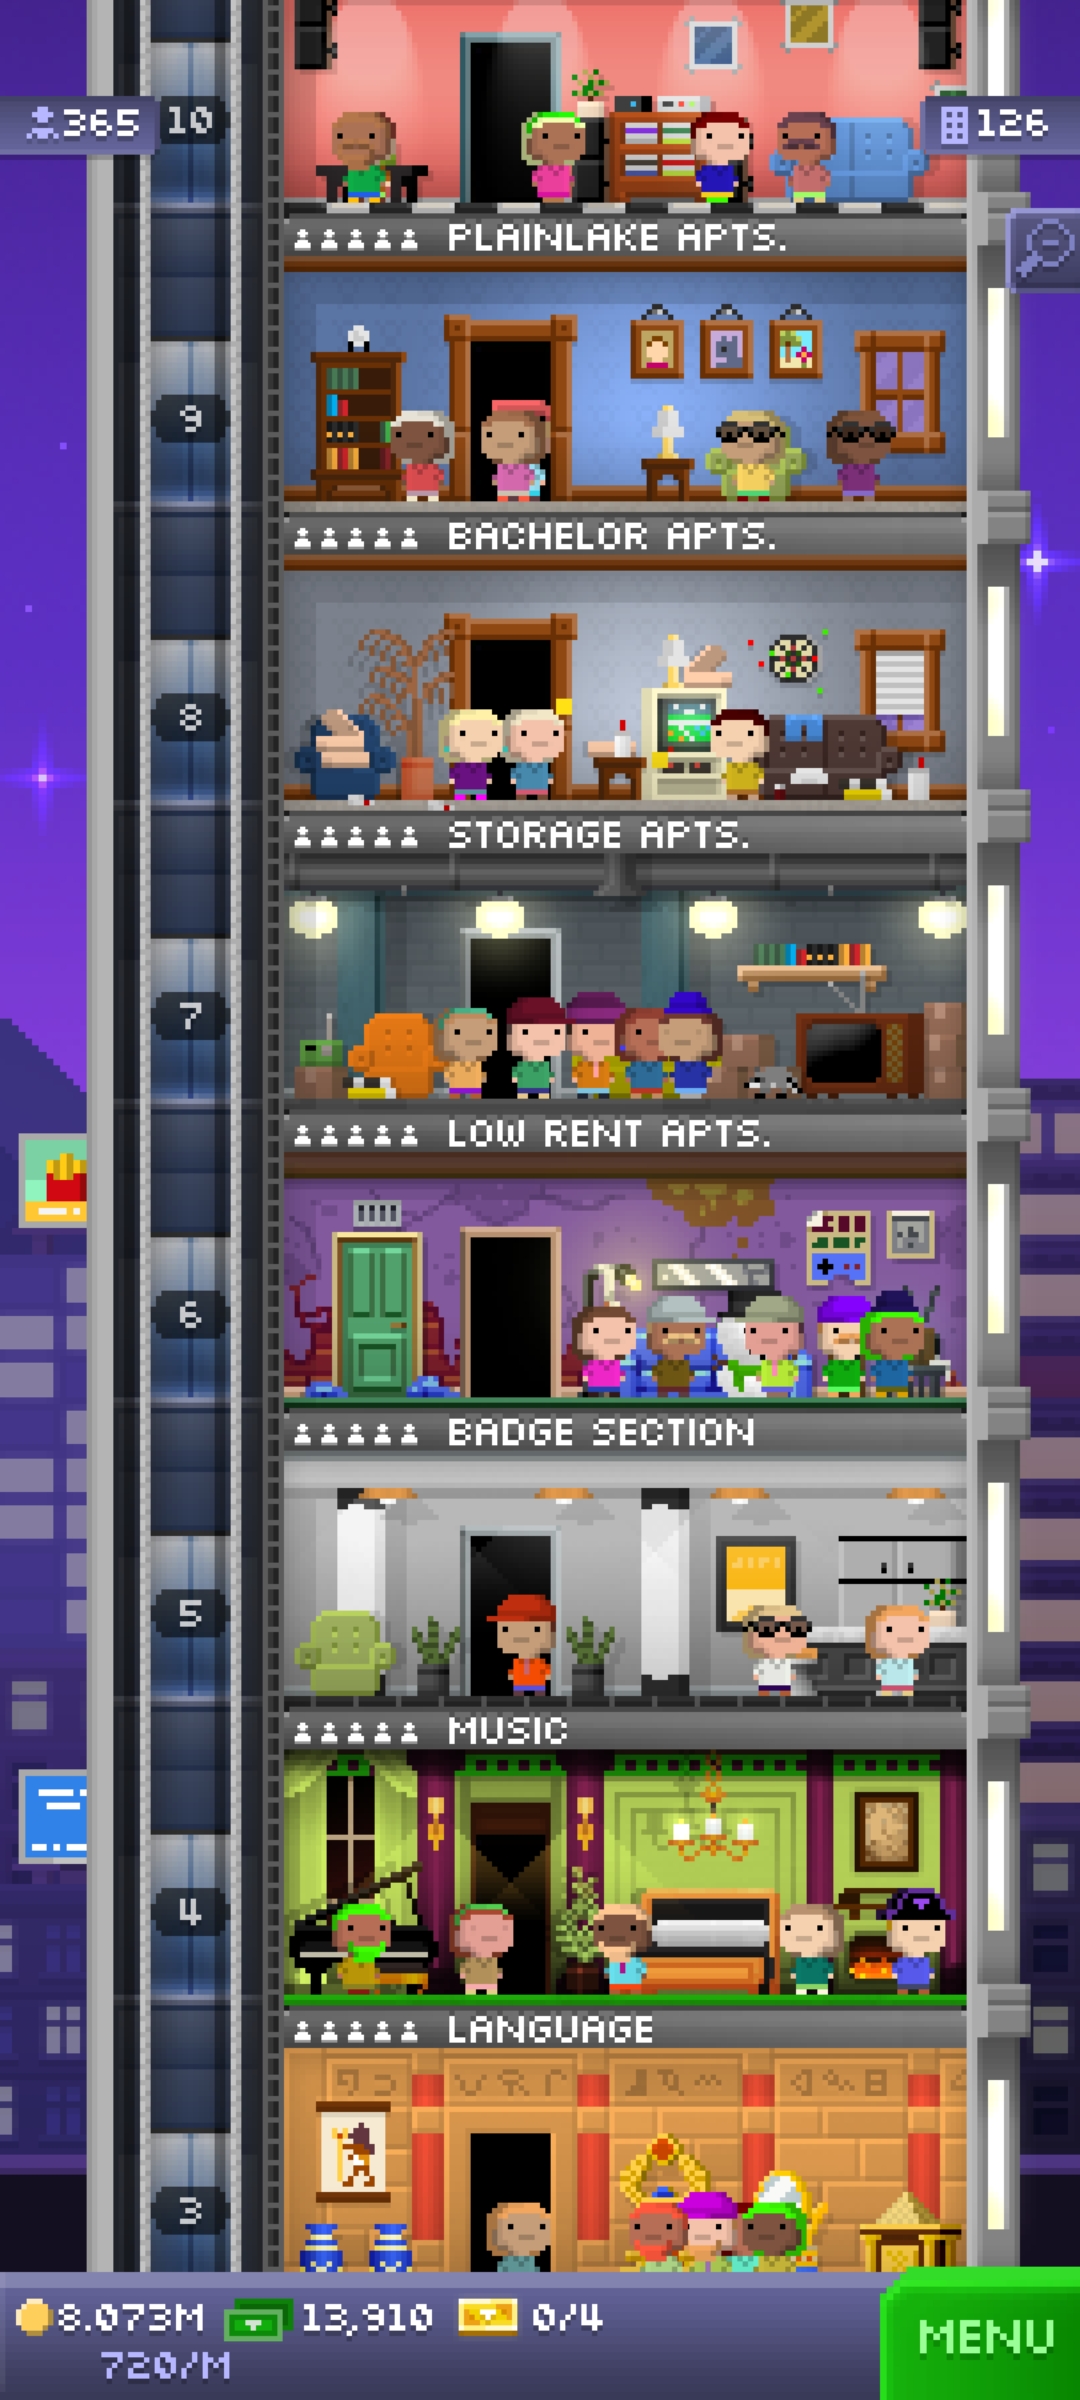 365
10
126
PLAINLAKE APTS.
9
BACHELOR APTS.
8
STORAGE APTS.
7
LOW RENT APTS.
6
BADGE SECTION
5
MUSIC
4
LANGUAGE
3
8.073M 13,910 0/4
720/M
MENU